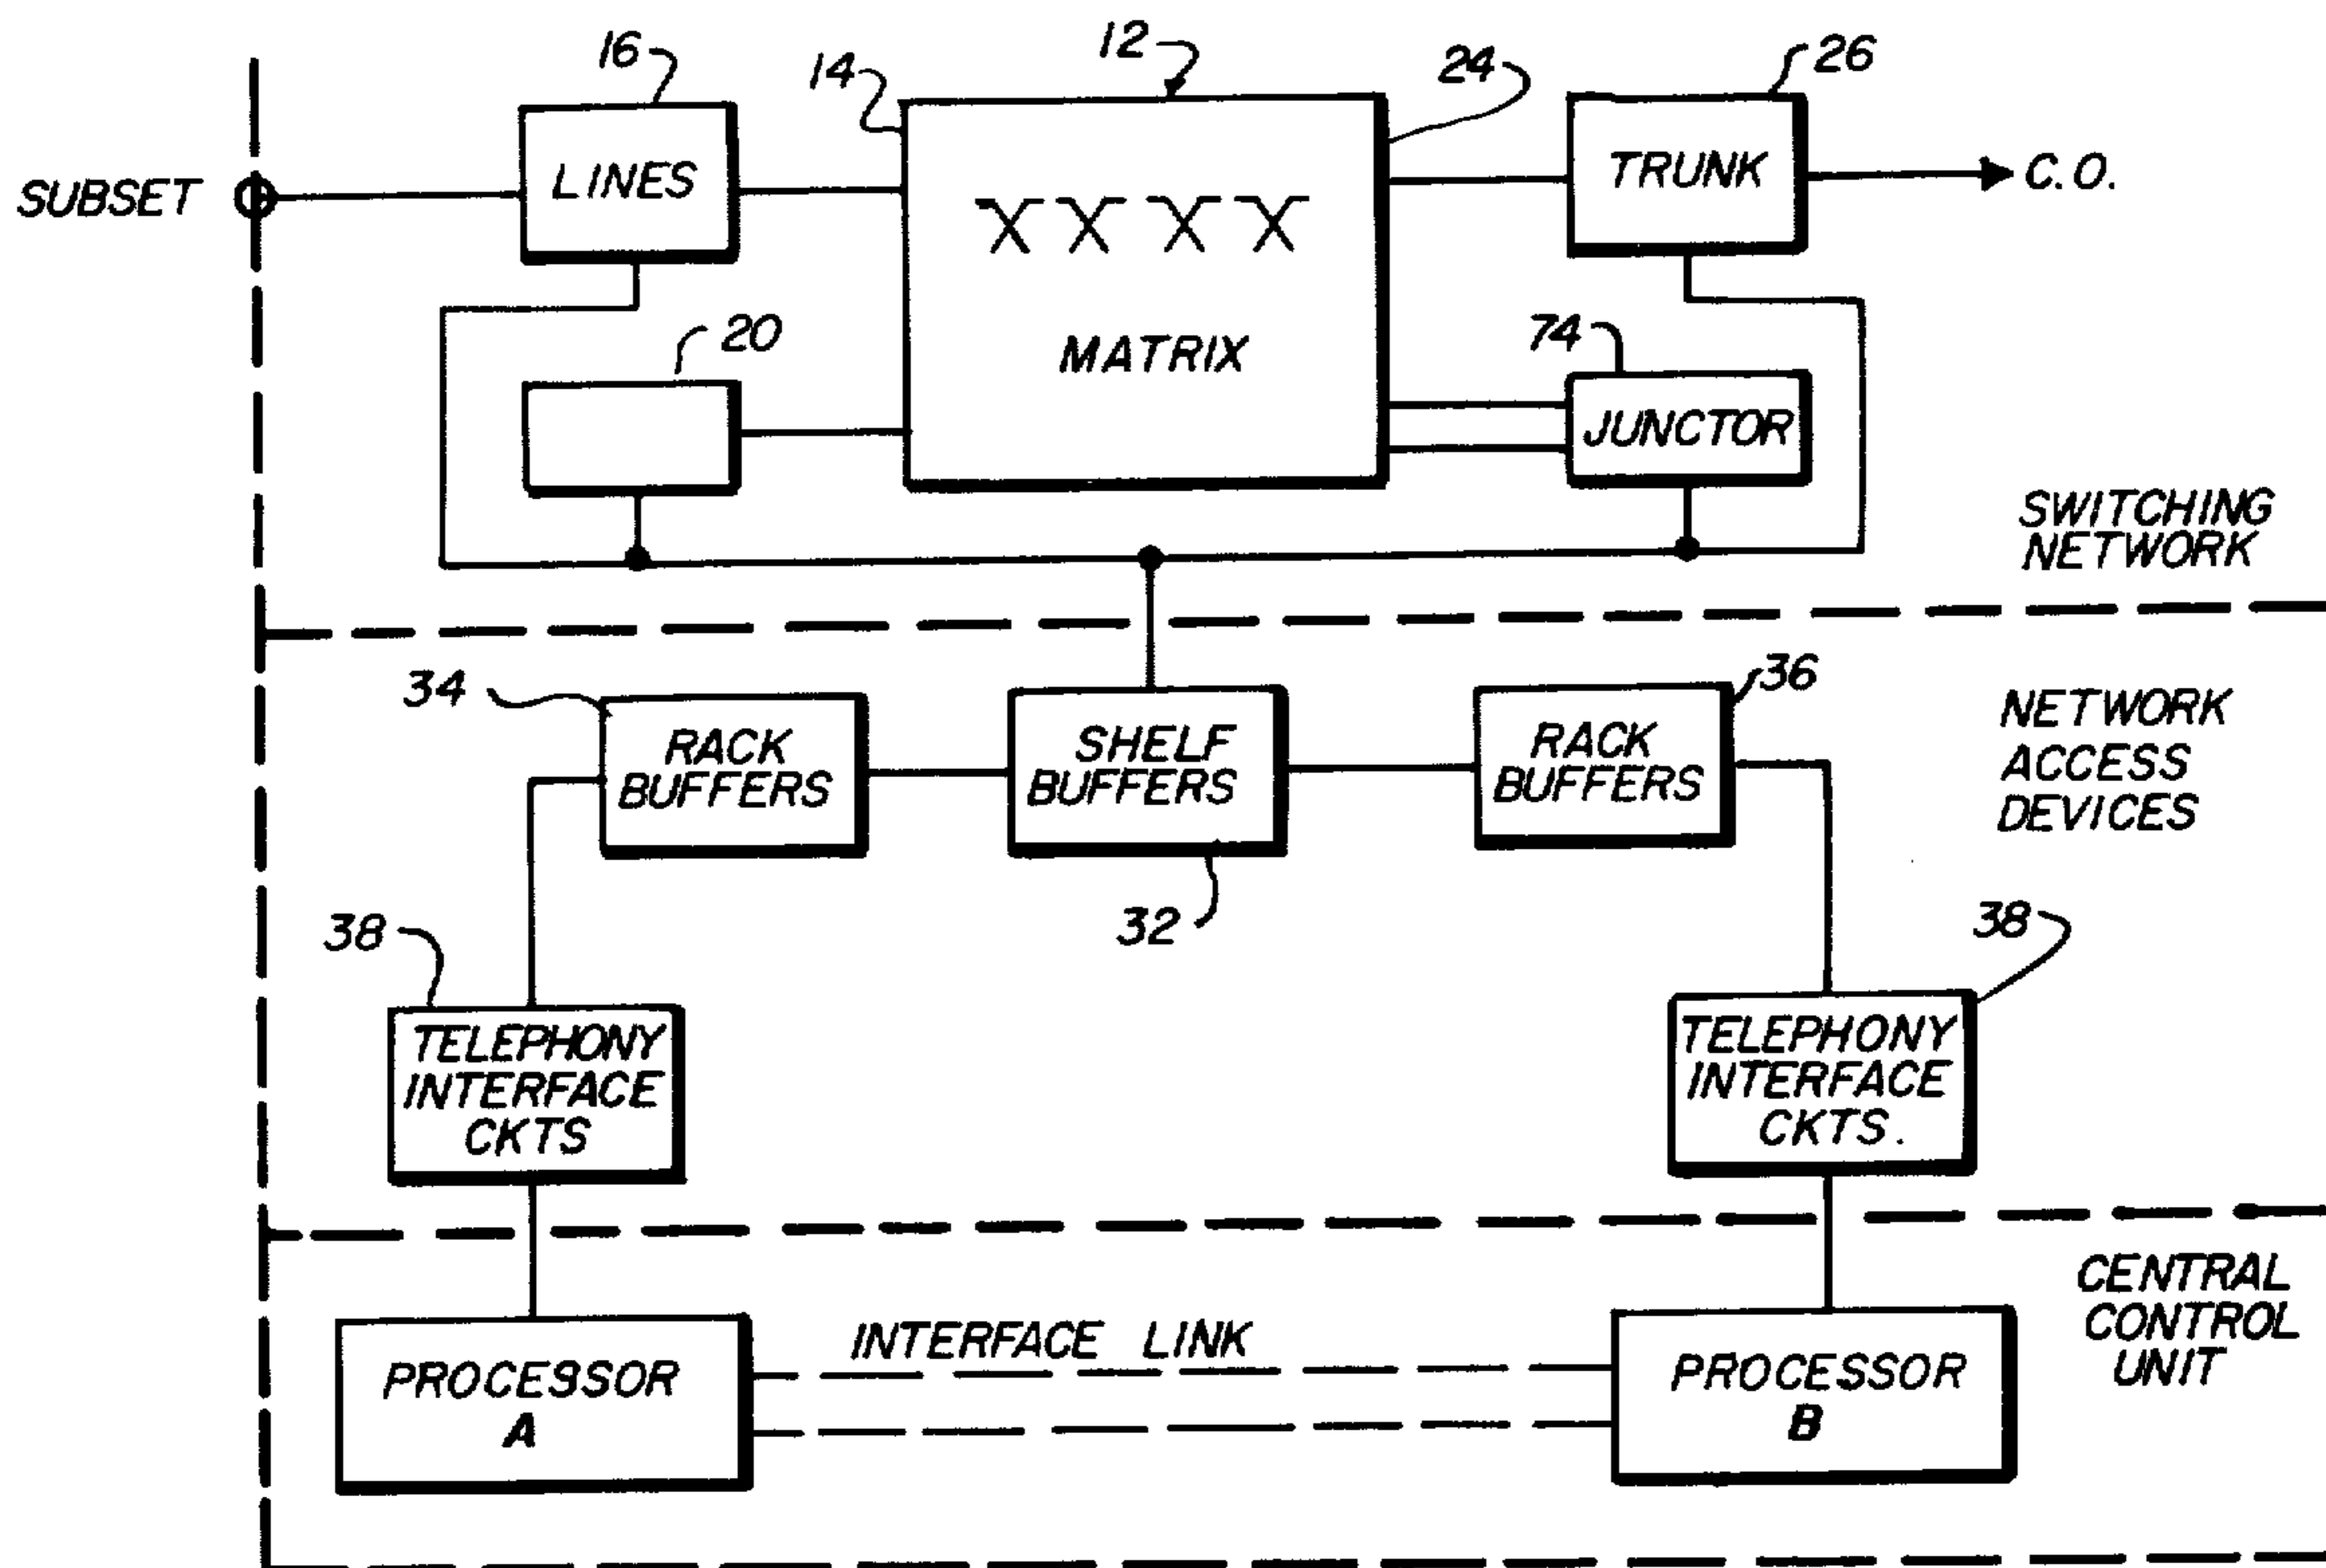 16
14
12
24
26
SUBSET
LINES
TRUNK
C.O.
20
MATRIX
74
JUNCTOR
SWITCHING
NETWORK
34
RACK
BUFFERS
SHELF
BUFFERS
36
RACK
BUFFERS
NETWORK
ACCESS
DEVICES
32
38
TELEPHONY
INTERFACE
CKTS
38
TELEPHONY
INTERFACE
CKTS.
CENTRAL
CONTROL
UNIT
PROCESSOR
A
INTERFACE LINK
PROCESSOR
B